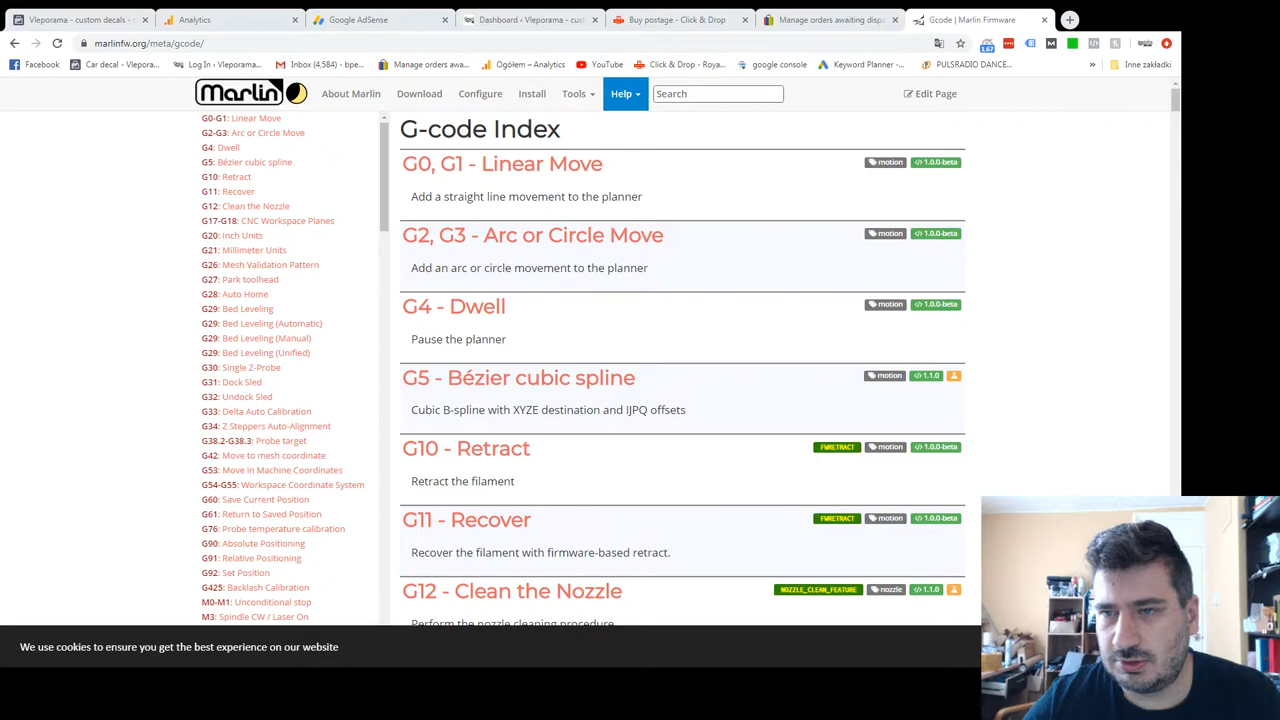 Vleporama - custom decals -
Analytics
Google AdSense
Dashboard ‹ Vleporama - cust
Buy postage - Click & Drop
Manage orders awaiting dispa
Gcode | Marlin Firmware
marlinfw.org/meta/gcode/
1.67
Facebook
Car decal - Vlepor...
Log In ‹ Vleporama...
Inbox (4,584) - bpe...
Manage orders awa...
Ogółem – Analytics
YouTube
Click & Drop - Roya...
google console
Keyword Planner -...
PULSRADIO DANCE...
»
Inne zakładki
Marlin
About Marlin
Download
Configure
Install
Tools
Help
Search
Edit Page
G0-G1: Linear Move
G2-G3: Arc or Circle Move
G4: Dwell
G5: Bézier cubic spline
G10: Retract
G11: Recover
G12: Clean the Nozzle
G17-G18: CNC Workspace Planes
G20: Inch Units
G21: Millimeter Units
G26: Mesh Validation Pattern
G27: Park toolhead
G28: Auto Home
G29: Bed Leveling
G29: Bed Leveling (Automatic)
G29: Bed Leveling (Manual)
G29: Bed Leveling (Unified)
G30: Single Z-Probe
G31: Dock Sled
G32: Undock Sled
G33: Delta Auto Calibration
G34: Z Steppers Auto-Alignment
G38.2-G38.3: Probe target
G42: Move to mesh coordinate
G53: Move in Machine Coordinates
G54-G55: Workspace Coordinate System
G60: Save Current Position
G61: Return to Saved Position
G76: Probe temperature calibration
G90: Absolute Positioning
G91: Relative Positioning
G92: Set Position
G425: Backlash Calibration
M0-M1: Unconditional stop
M3: Spindle CW / Laser On
G-code Index
G0, G1 - Linear Move
motion
1.0.0-beta
Add a straight line movement to the planner
G2, G3 - Arc or Circle Move
motion
1.0.0-beta
Add an arc or circle movement to the planner
G4 - Dwell
motion
1.0.0-beta
Pause the planner
G5 - Bézier cubic spline
motion
1.1.0
Cubic B-spline with XYZE destination and IJPQ offsets
G10 - Retract
FWRETRACT
motion
1.0.0-beta
Retract the filament
G11 - Recover
FWRETRACT
motion
1.0.0-beta
Recover the filament with firmware-based retract.
G12 - Clean the Nozzle
NOZZLE_CLEAN_FEATURE
nozzle
1.1.0
Perform the nozzle cleaning procedure.
We use cookies to ensure you get the best experience on our website